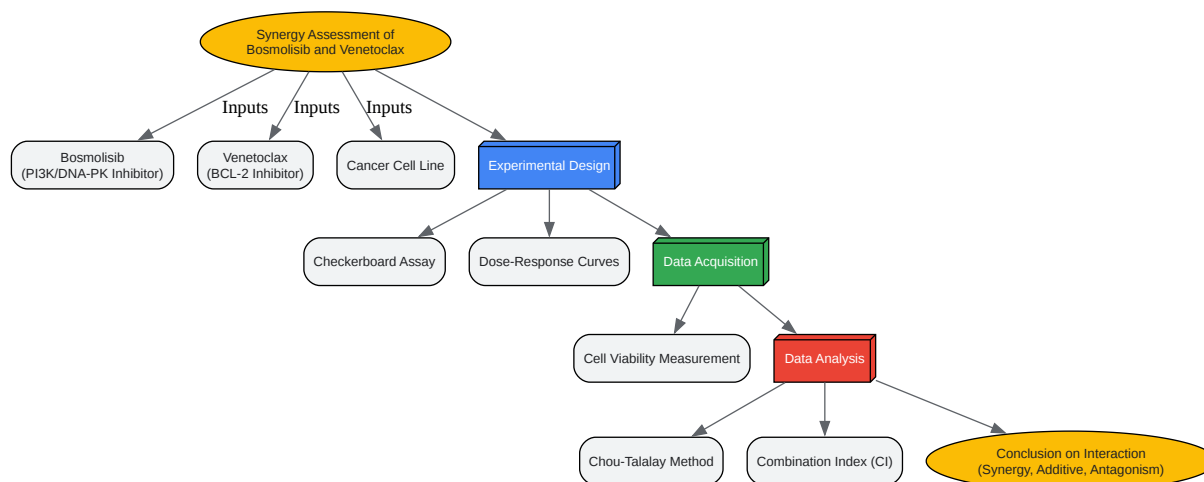 Synergy Assessment of
Bosmolisib and Venetoclax
Inputs
Inputs
Inputs
Bosmolisib
(PI3K/DNA-PK Inhibitor)
Venetoclax
(BCL-2 Inhibitor)
Cancer Cell Line
Experimental Design
Checkerboard Assay
Dose-Response Curves
Data Acquisition
Cell Viability Measurement
Data Analysis
Chou-Talalay Method
Combination Index (CI)
Conclusion on Interaction
(Synergy, Additive, Antagonism)